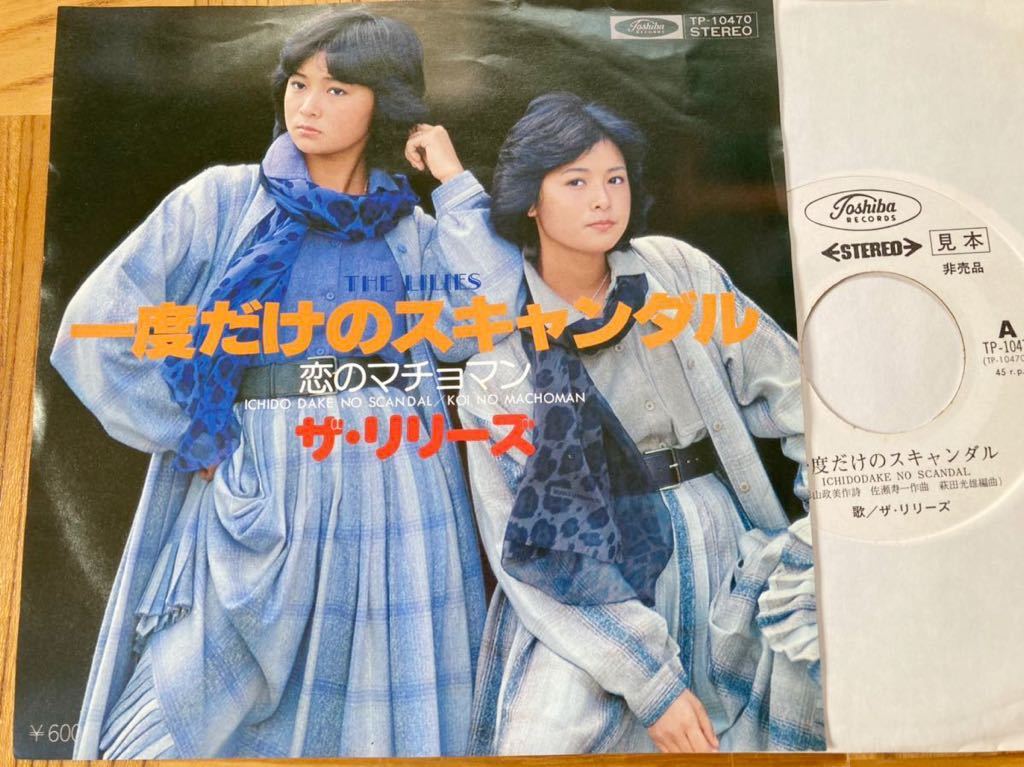 Toshiba
RECORDS
TP-10470
STEREO
THE LILIES
一度だけのスキャンダル
恋のマチョマン
ICHIDO DAKE NO SCANDAL／KOI NO MACHOMAN
ザ・リリーズ
￥600
Toshiba
RECORDS
STEREO
見本
非売品
A
TP-1047
(TP-10470
45 r.p.
度だけのスキャンダル
ICHIDODAKE NO SCANDAL
山政美作詩 佐瀬寿一作曲 萩田光雄編曲)
歌／ザ・リリーズ